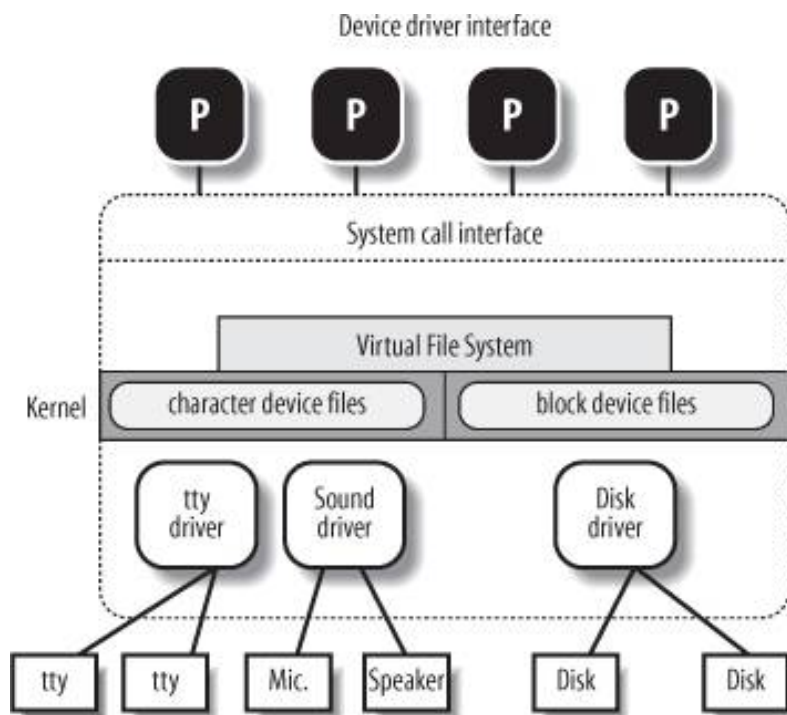 Device driver interface
P P P P
System call interface
Virtual File System
Kernel character device files block device files
tty driver
Sound driver
Disk driver
tty tty Mic. Speaker Disk Disk